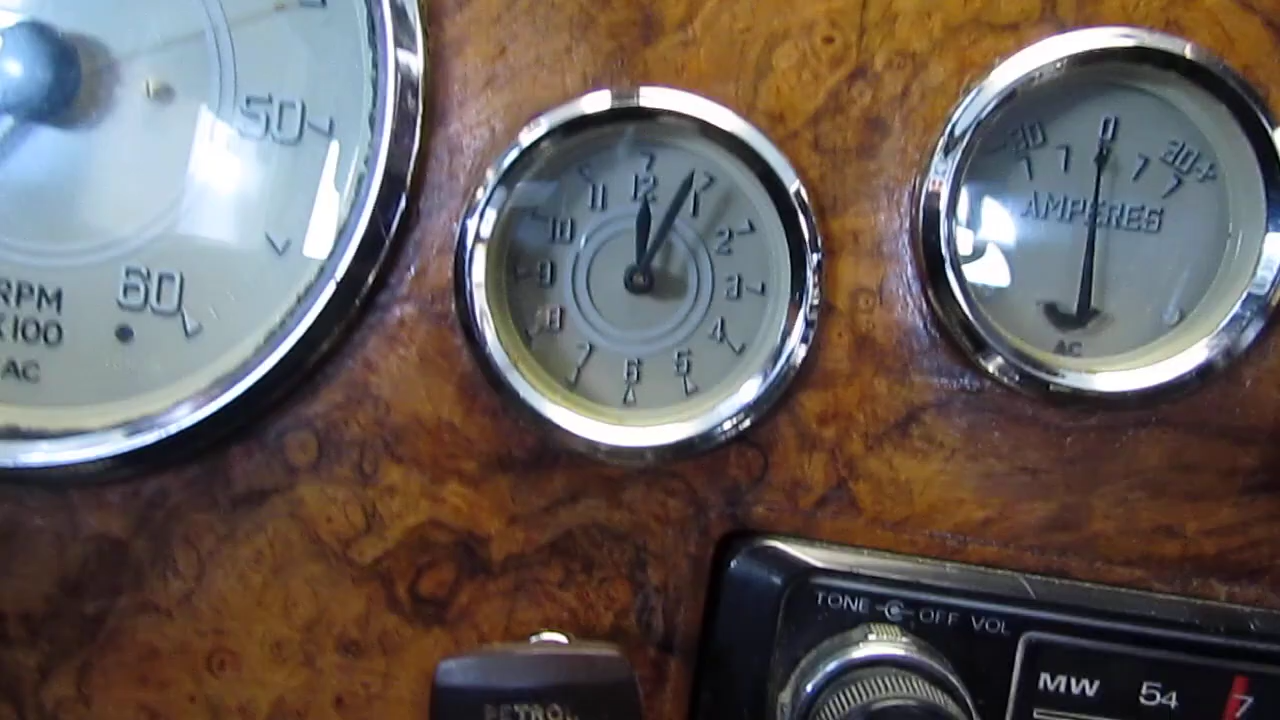 50
60
RPM
X100
AC
12
1
2
3
4
5
6
7
8
9
10
11
30 0 30+
AMPERES
AC
TONE OFF VOL
MW 54 7
PETROL